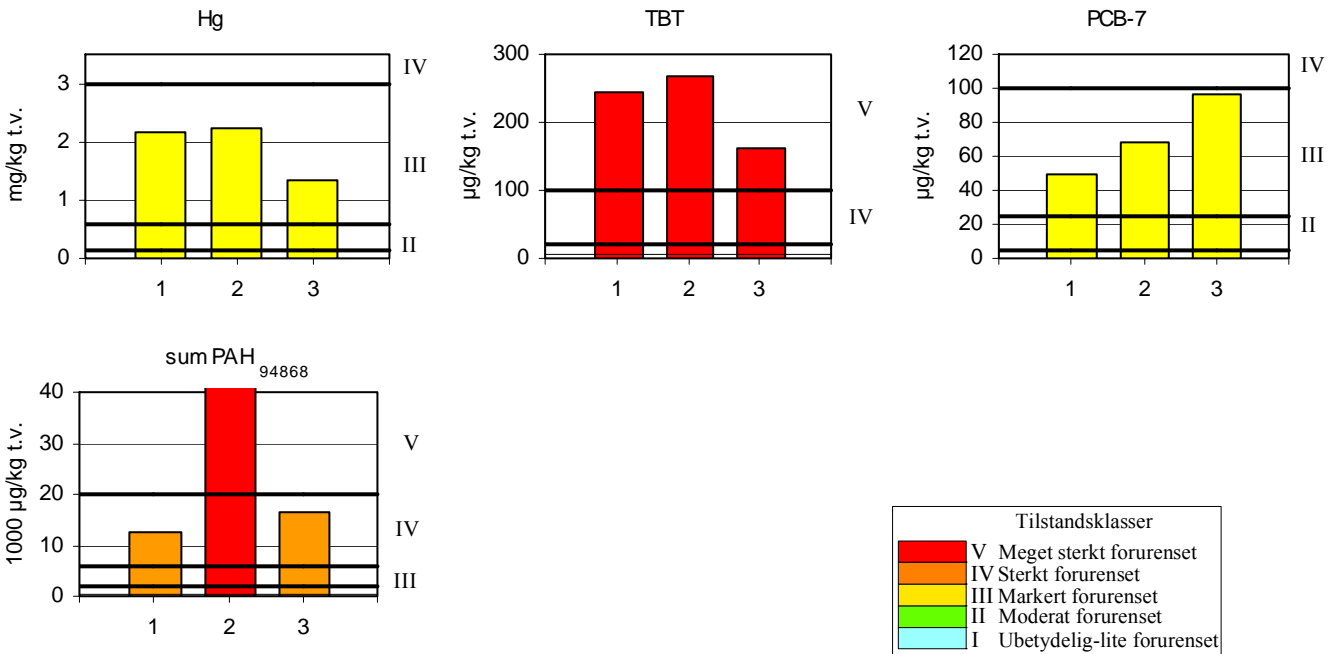 Hg
mg/kg t.v.
3
2
1
0
IV
III
II
1 2 3
TBT
µg/kg t.v.
300
200
100
0
V
IV
1 2 3
PCB-7
µg/kg t.v.
120
100
80
60
40
20
0
IV
III
II
1 2 3
sum PAH
94868
1000 µg/kg t.v.
40
30
20
10
0
V
IV
III
1 2 3
Tilstandsklasser
V Meget sterkt forurenset
IV Sterkt forurenset
III Markert forurenset
II Moderat forurenset
I Ubetydelig-lite forurenset